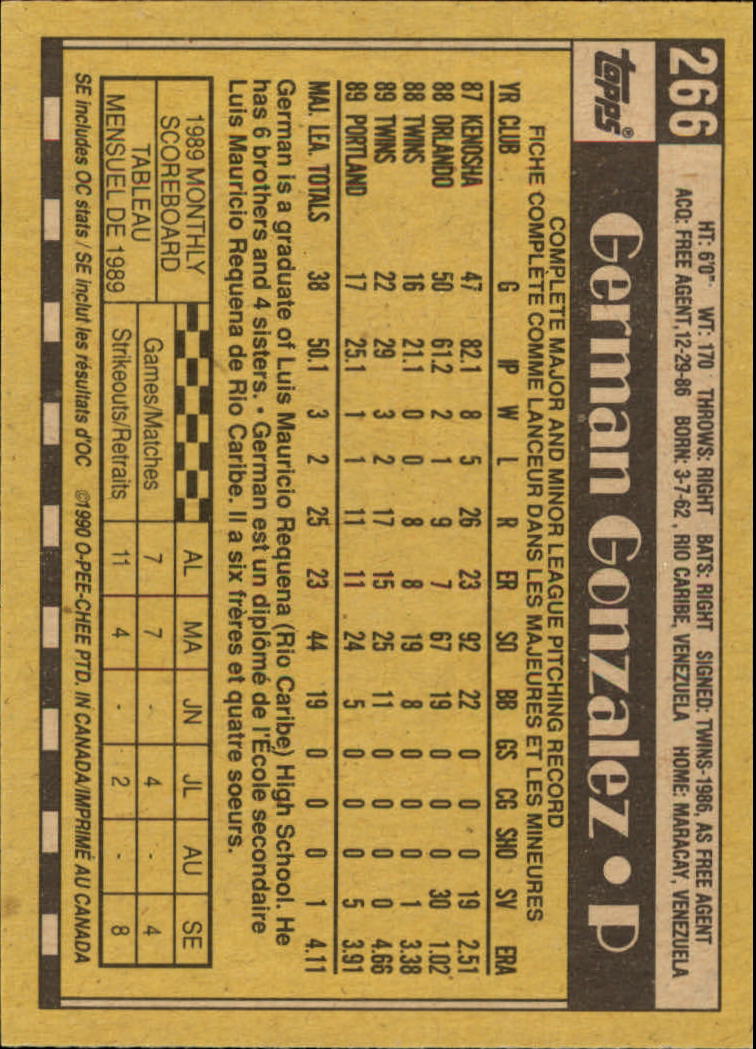 266
HT: 6'0" WT: 170 THROWS: RIGHT BATS: RIGHT SIGNED: TWINS-1986, AS FREE AGENT
ACQ: FREE AGENT, 12-29-86 BORN: 3-7-62, RIO CARIBE, VENEZUELA HOME: MARACAY, VENEZUELA
topps® German Gonzalez • P
COMPLETE MAJOR AND MINOR LEAGUE PITCHING RECORD
FICHE COMPLÈTE COMME LANCEUR DANS LES MAJEURES ET LES MINEURES
YR CLUB G IP W L R ER SO BB GS CG SHO SV ERA
87 KENOSHA 47 82.1 8 5 26 23 92 22 0 0 0 19 2.51
88 ORLANDO 50 61.2 2 1 9 7 67 19 0 0 0 30 1.02
88 TWINS 16 21.1 0 0 8 8 19 8 0 0 0 1 3.38
89 TWINS 22 29 3 2 17 15 25 11 0 0 0 0 4.66
89 PORTLAND 17 25.1 1 1 11 11 24 5 0 0 0 5 3.91
MAJ. LEA. TOTALS 38 50.1 3 2 25 23 44 19 0 0 0 1 4.11
German is a graduate of Luis Mauricio Requena (Rio Caribe) High School. He
has 6 brothers and 4 sisters. • German est un diplômé de l'École secondaire
Luis Mauricio Requena de Rio Caribe. Il a six frères et quatre soeurs.
1989 MONTHLY SCOREBOARD TABLEAU MENSUEL DE 1989
AL MA JN JL AU SE
Games/Matches 7 7 - 4 - 4
Strikeouts/Retraits 11 4 - 2 - 8
SE includes OC stats / SE inclut les résultats d'OC ©1990 O-PEE-CHEE PTD. IN CANADA/IMPRIMÉ AU CANADA